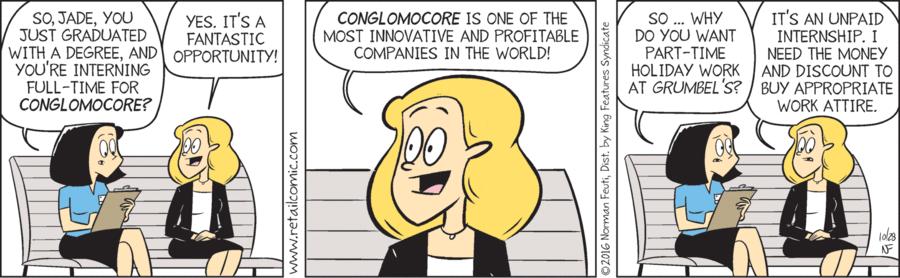 SO, JADE, YOU
JUST GRADUATED
WITH A DEGREE, AND
YOU'RE INTERNING
FULL-TIME FOR
CONGLOMOCORE?
YES. IT'S A
FANTASTIC
OPPORTUNITY!
www.retailcomic.com
CONGLOMOCORE IS ONE OF THE
MOST INNOVATIVE AND PROFITABLE
COMPANIES IN THE WORLD!
©2016 Norman Feuti, Dist. by King Features Syndicate
SO ... WHY
DO YOU WANT
PART-TIME
HOLIDAY WORK
AT GRUMBEL'S?
IT'S AN UNPAID
INTERNSHIP. I
NEED THE MONEY
AND DISCOUNT TO
BUY APPROPRIATE
WORK ATTIRE.
10/28
NF